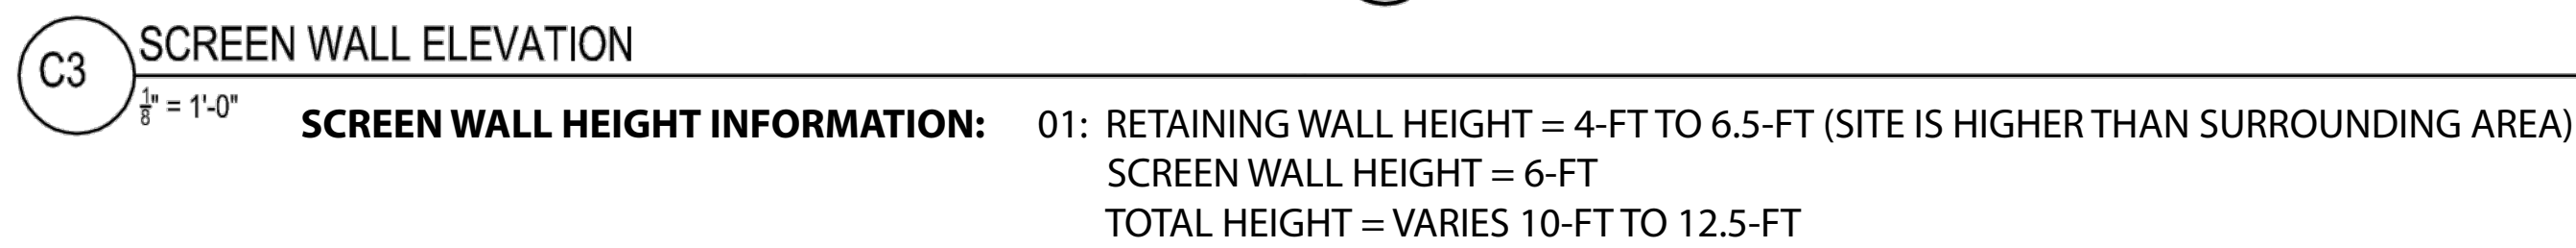 C3
SCREEN WALL ELEVATION
1/8" = 1'-0"
SCREEN WALL HEIGHT INFORMATION: 01: RETAINING WALL HEIGHT = 4-FT TO 6.5-FT (SITE IS HIGHER THAN SURROUNDING AREA)
SCREEN WALL HEIGHT = 6-FT
TOTAL HEIGHT = VARIES 10-FT TO 12.5-FT